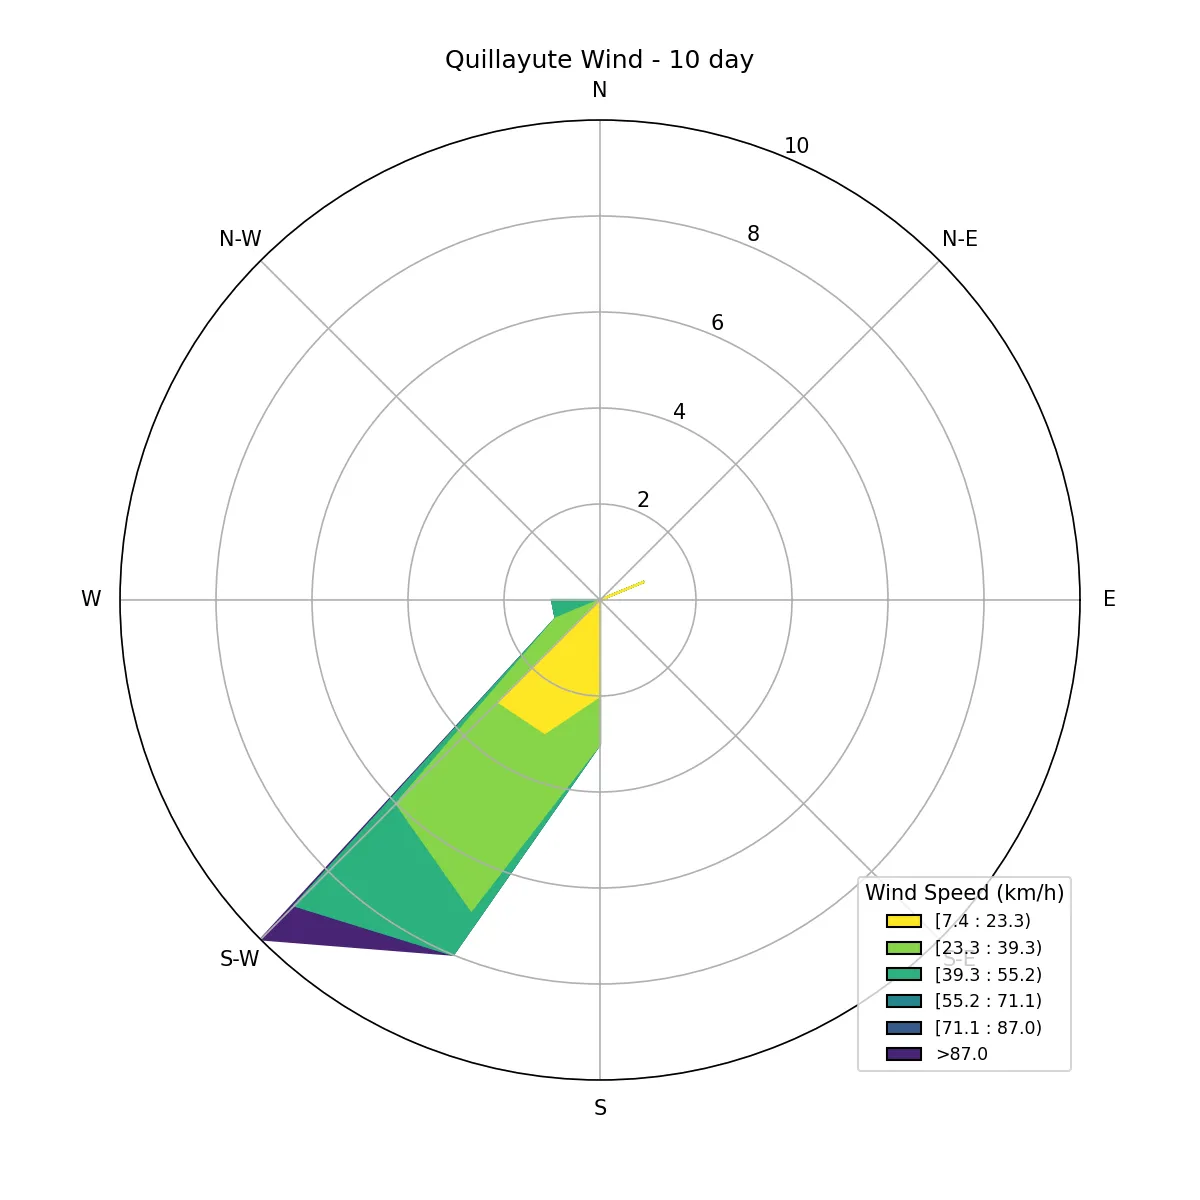 Quillayute Wind - 10 day
N
10
N-W
8
N-E
6
4
2
W
E
Wind Speed (km/h)
[7.4 : 23.3)
[23.3 : 39.3)
S-W
S-E
[39.3 : 55.2)
[55.2 : 71.1)
[71.1 : 87.0)
>87.0
S